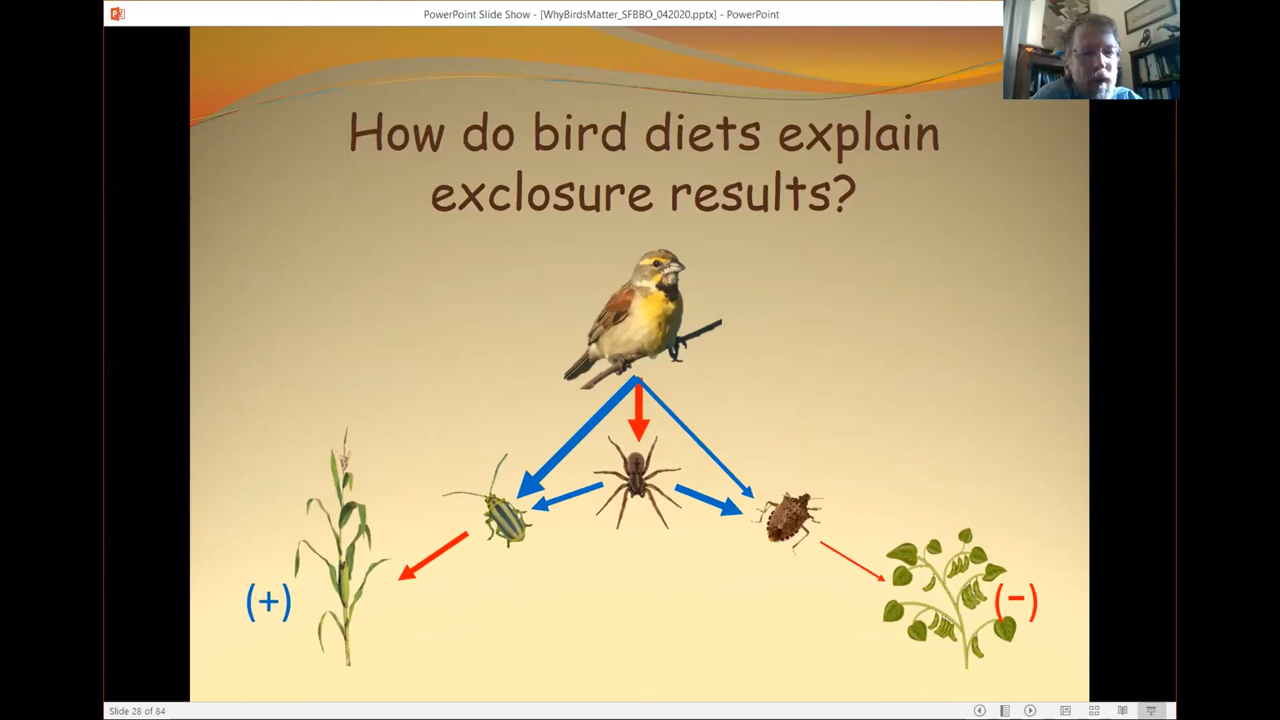 PowerPoint Slide Show - [WhyBirdsMatter_SFBBO_042020.pptx] - PowerPoint
How do bird diets explain
exclosure results?
(+)
(-)
Slide 28 of 84